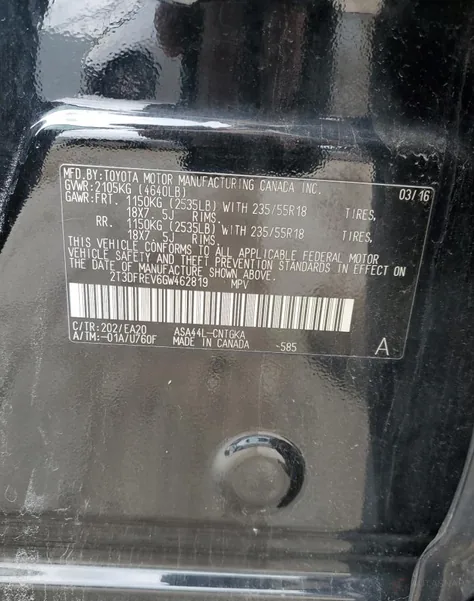 MFD.BY:TOYOTA MOTOR MANUFACTURING CANADA INC. 03/16
GVWR:2105KG (4640LB)
GAWR:FRT. 1150KG (2535LB) WITH 235/55R18 TIRES,
18X7. 5J RIMS.
RR. 1150KG (2535LB) WITH 235/55R18 TIRES,
18X7. 5J RIMS.
THIS VEHICLE CONFORMS TO ALL APPLICABLE FEDERAL MOTOR
VEHICLE SAFETY AND THEFT PREVENTION STANDARDS IN EFFECT
ON THE DATE OF MANUFACTURE SHOWN ABOVE.
2T3DFREV6GW462819 MPV
C/TR:202/EA20 ASA44L-CNTGKA
A/TM:-01A/U760F MADE IN CANADA -585 A